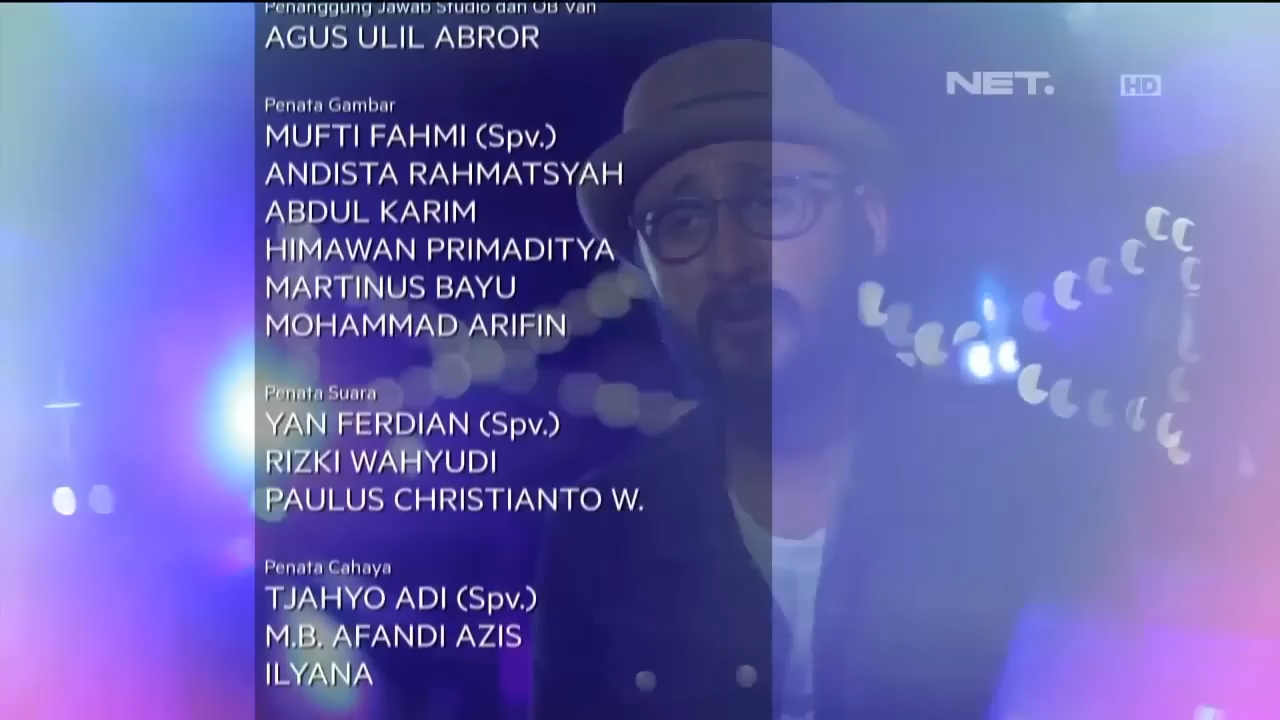 Penanggung Jawab Studio dan OB Van
AGUS ULIL ABROR
Penata Gambar
MUFTI FAHMI (Spv.)
ANDISTA RAHMATSYAH
ABDUL KARIM
HIMAWAN PRIMADITYA
MARTINUS BAYU
MOHAMMAD ARIFIN
Penata Suara
YAN FERDIAN (Spv.)
RIZKI WAHYUDI
PAULUS CHRISTIANTO W.
Penata Cahaya
TJAHYO ADI (Spv.)
M.B. AFANDI AZIS
ILYANA
NET.
HD